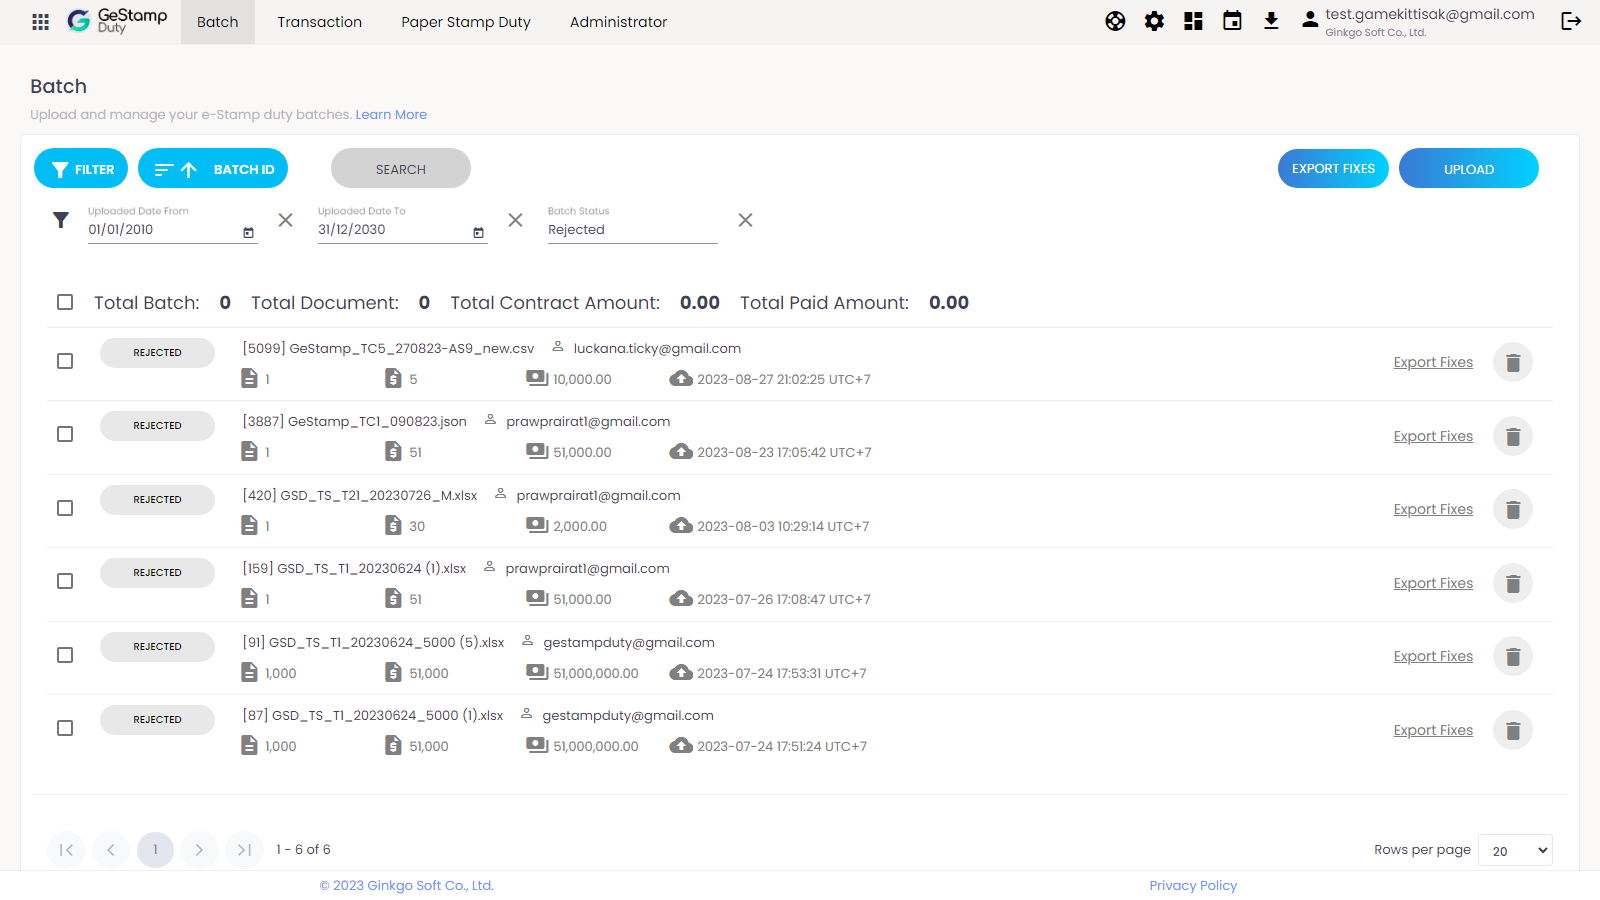 GeStamp
Duty
Batch
Transaction
Paper Stamp Duty
Administrator
test.gamekittisak@gmail.com
Ginkgo Soft Co., Ltd.
Batch
Upload and manage your e-Stamp duty batches. Learn More
FILTER
BATCH ID
SEARCH
EXPORT FIXES
UPLOAD
Uploaded Date From
01/01/2010
Uploaded Date To
31/12/2030
Batch Status
Rejected
Total Batch: 0 Total Document: 0 Total Contract Amount: 0.00 Total Paid Amount: 0.00
REJECTED
[5099] GeStamp_TC5_270823-AS9_new.csv luckana.ticky@gmail.com
1 5 10,000.00 2023-08-27 21:02:25 UTC+7
Export Fixes
REJECTED
[3887] GeStamp_TC1_090823.json prawprairat1@gmail.com
1 51 51,000.00 2023-08-23 17:05:42 UTC+7
Export Fixes
REJECTED
[420] GSD_TS_T21_20230726_M.xlsx prawprairat1@gmail.com
1 30 2,000.00 2023-08-03 10:29:14 UTC+7
Export Fixes
REJECTED
[159] GSD_TS_T1_20230624 (1).xlsx prawprairat1@gmail.com
1 51 51,000.00 2023-07-26 17:08:47 UTC+7
Export Fixes
REJECTED
[91] GSD_TS_T1_20230624_5000 (5).xlsx gestampduty@gmail.com
1,000 51,000 51,000,000.00 2023-07-24 17:53:31 UTC+7
Export Fixes
REJECTED
[87] GSD_TS_T1_20230624_5000 (1).xlsx gestampduty@gmail.com
1,000 51,000 51,000,000.00 2023-07-24 17:51:24 UTC+7
Export Fixes
1
1 - 6 of 6
Rows per page 20
© 2023 Ginkgo Soft Co., Ltd.
Privacy Policy